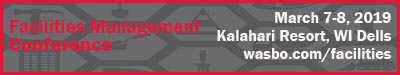 Facilities Management
Conference
March 7-8, 2019
Kalahari Resort, WI Dells
wasbo.com/facilities